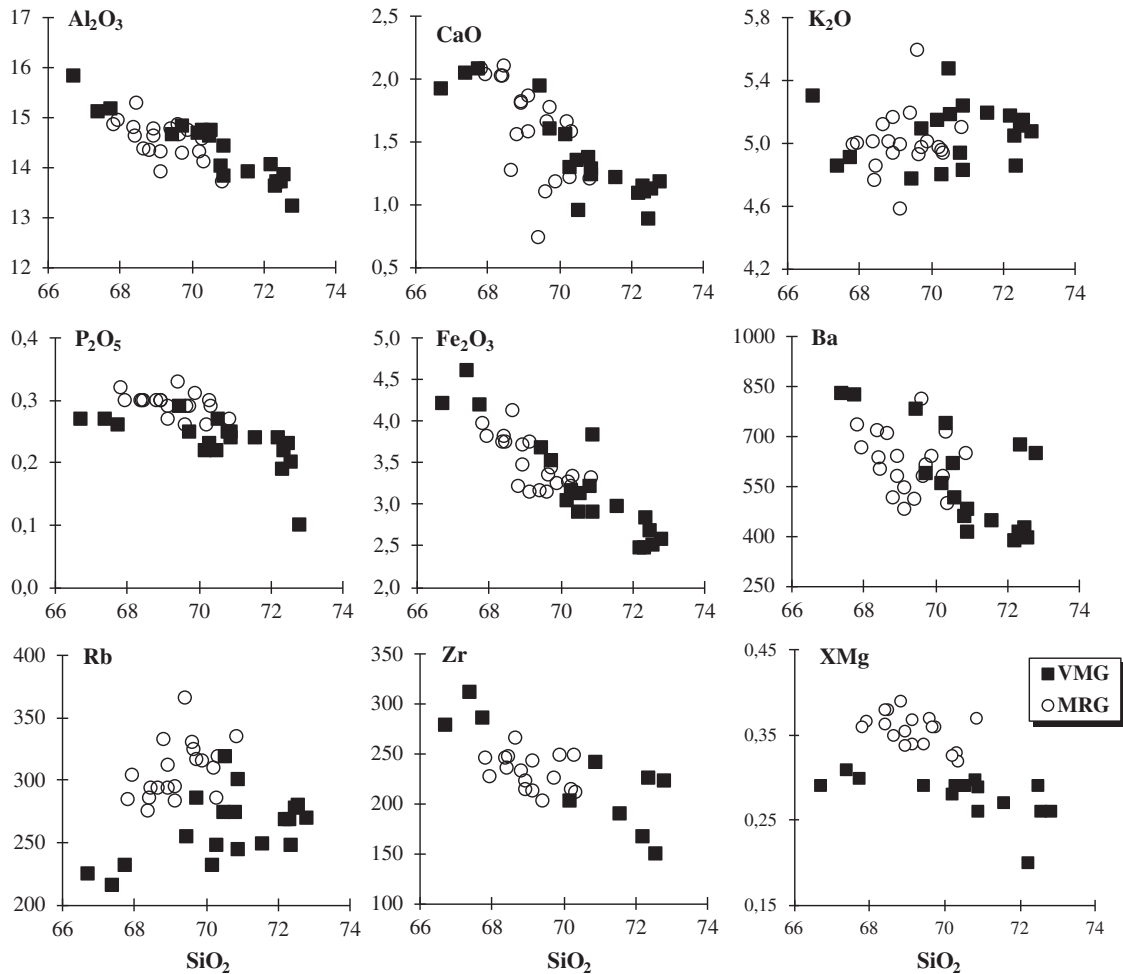 Al₂O₃
17
16
15
14
13
12
66 68 70 72 74
CaO
2,5
2,0
1,5
1,0
0,5
66 68 70 72 74
K₂O
5,8
5,4
5,0
4,6
4,2
66 68 70 72 74
P₂O₅
0,4
0,3
0,2
0,1
0,0
66 68 70 72 74
Fe₂O₃
5,0
4,5
4,0
3,5
3,0
2,5
2,0
66 68 70 72 74
Ba
1000
850
700
550
400
250
66 68 70 72 74
Rb
400
350
300
250
200
66 68 70 72 74
SiO₂
Zr
350
300
250
200
150
100
66 68 70 72 74
SiO₂
XMg
0,45
0,35
0,25
0,15
66 68 70 72 74
SiO₂
VMG
MRG